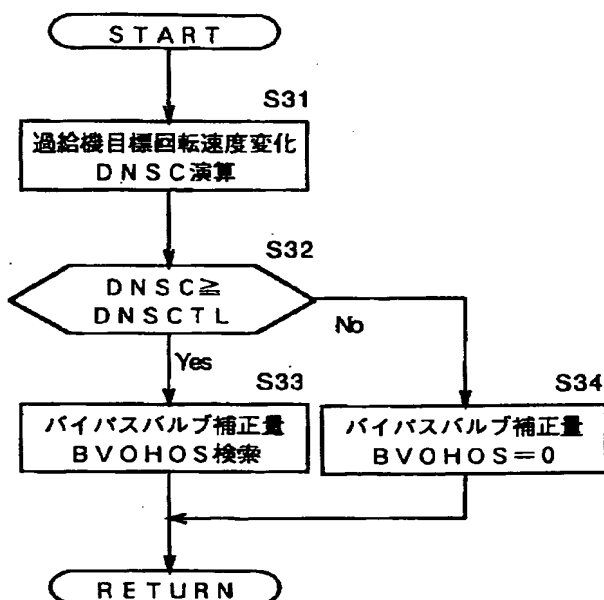 START
S31
過給機目標回転速度変化
DNSC演算
S32
DNSC≧
DNSCTL
No
Yes
S33
S34
バイパスバルブ補正量
BVOHOS検索
バイパスバルブ補正量
BVOHOS=0
RETURN